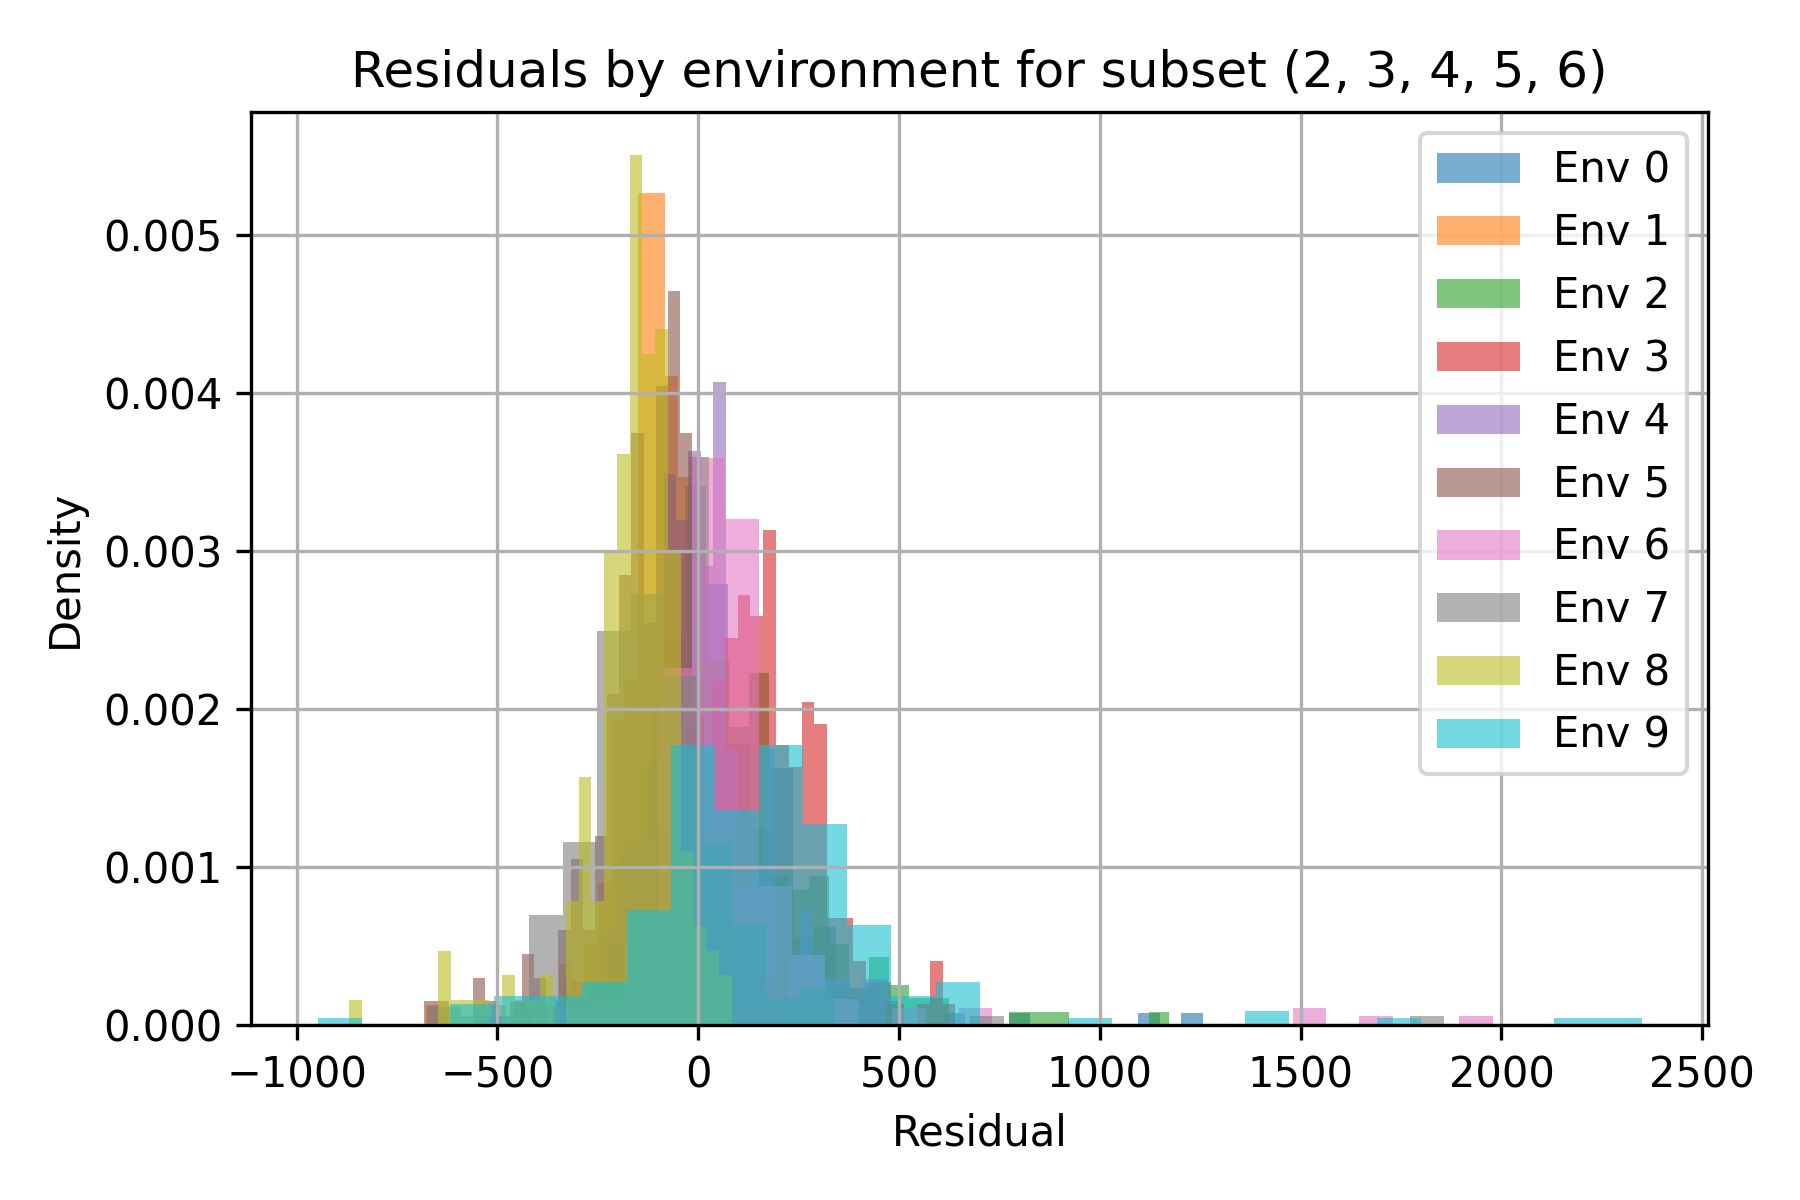 Residuals by environment for subset (2, 3, 4, 5, 6)
Env 0
Env 1
Env 2
Env 3
Env 4
Env 5
Env 6
Env 7
Env 8
Env 9
Density
0.005
0.004
0.003
0.002
0.001
0.000
−1000 −500 0 500 1000 1500 2000 2500
Residual